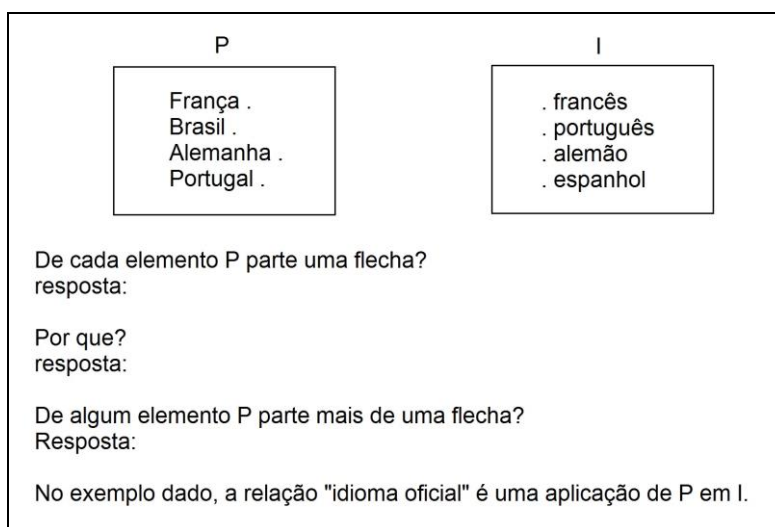 P
I
França .
Brasil .
Alemanha .
Portugal .
. francês
. português
. alemão
. espanhol
De cada elemento P parte uma flecha?
resposta:
Por que?
resposta:
De algum elemento P parte mais de uma flecha?
Resposta:
No exemplo dado, a relação "idioma oficial" é uma aplicação de P em I.